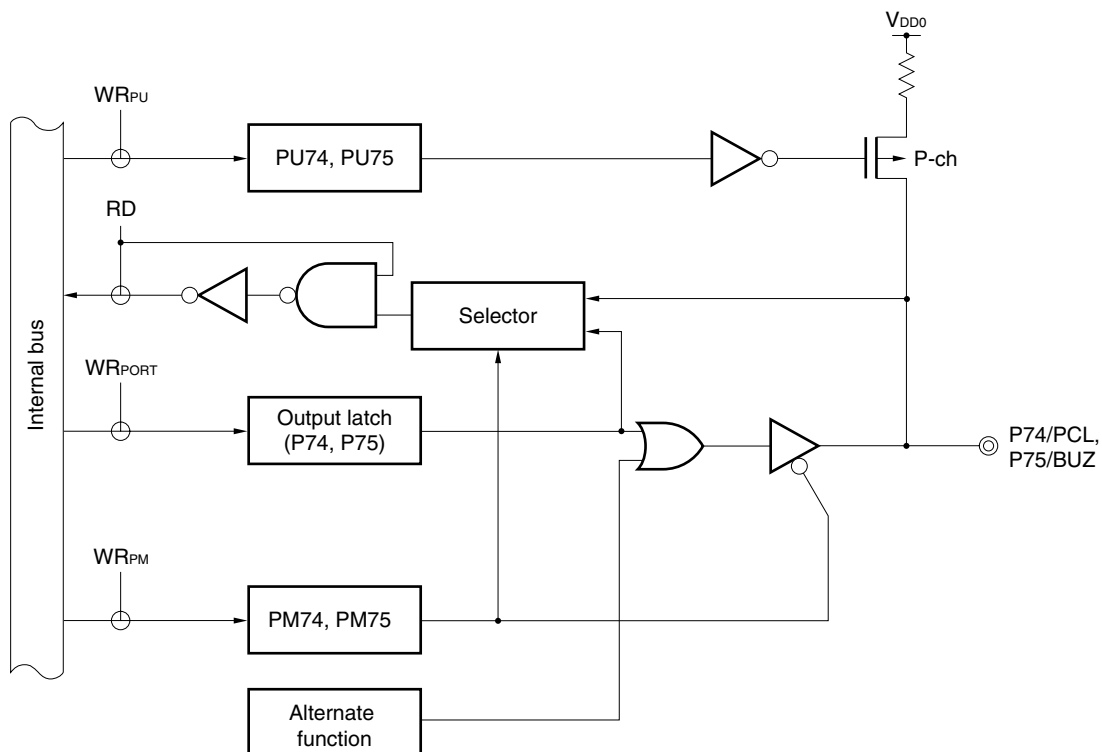 VDD0
WRPU
PU74, PU75
P-ch
RD
Selector
Internal bus
WRPORT
Output latch
(P74, P75)
P74/PCL,
P75/BUZ
WRPM
PM74, PM75
Alternate
function